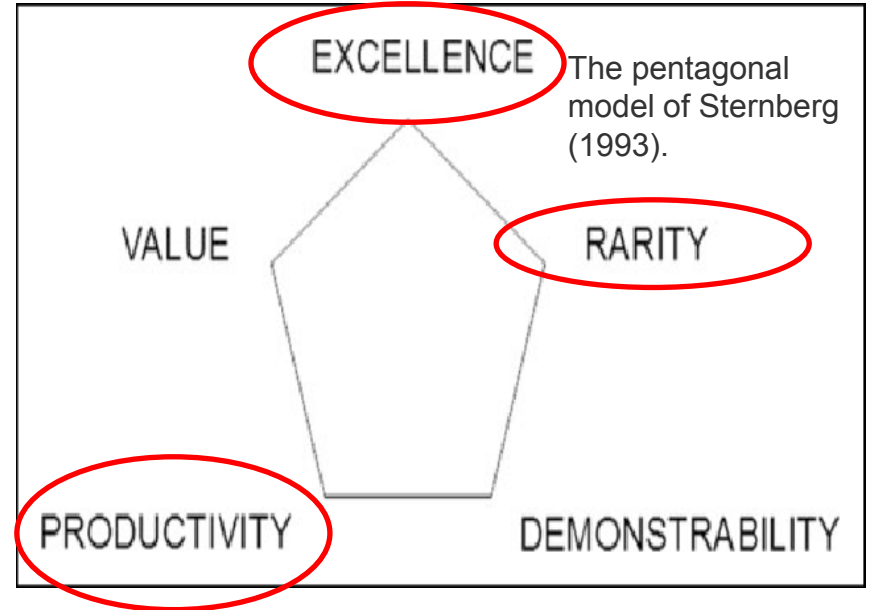 EXCELLENCE
The pentagonal
model of Sternberg
(1993).
VALUE
RARITY
PRODUCTIVITY
DEMONSTRABILITY